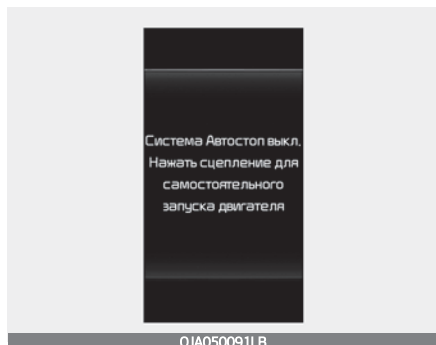 Система Автостоп выкл.
Нажать сцепление для
самостоятельного
запуска двигателя
OJA050091LB